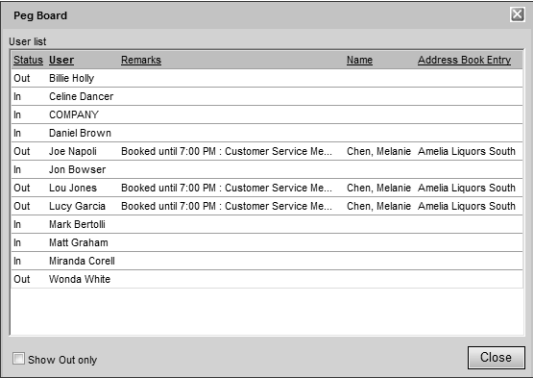 Peg Board
User list
Status User Remarks Name Address Book Entry
Out Billie Holly
In Celine Dancer
In COMPANY
In Daniel Brown
Out Joe Napoli Booked until 7:00 PM : Customer Service Me... Chen, Melanie Amelia Liquors South
In Jon Bowser
Out Lou Jones Booked until 7:00 PM : Customer Service Me... Chen, Melanie Amelia Liquors South
Out Lucy Garcia Booked until 7:00 PM : Customer Service Me... Chen, Melanie Amelia Liquors South
In Mark Bertolli
In Matt Graham
In Miranda Corell
Out Wonda White
Show Out only
Close